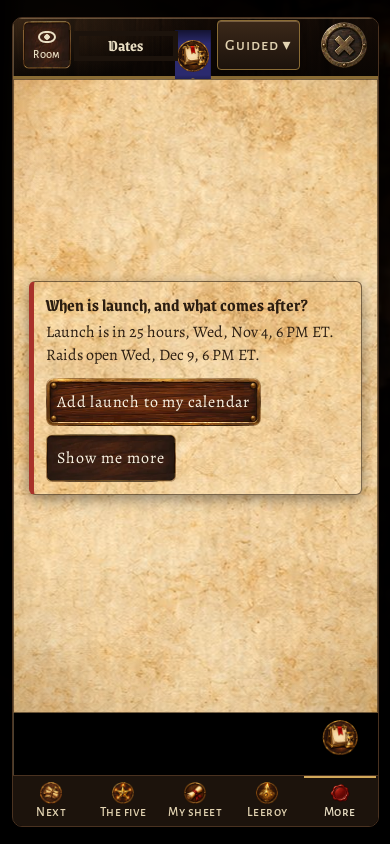 Room
Dates
Guided ▼
When is launch, and what comes after?
Launch is in 25 hours, Wed, Nov 4, 6 PM ET.
Raids open Wed, Dec 9, 6 PM ET.
Add launch to my calendar
Show me more
Next
The Five
My sheet
Leeroy
More